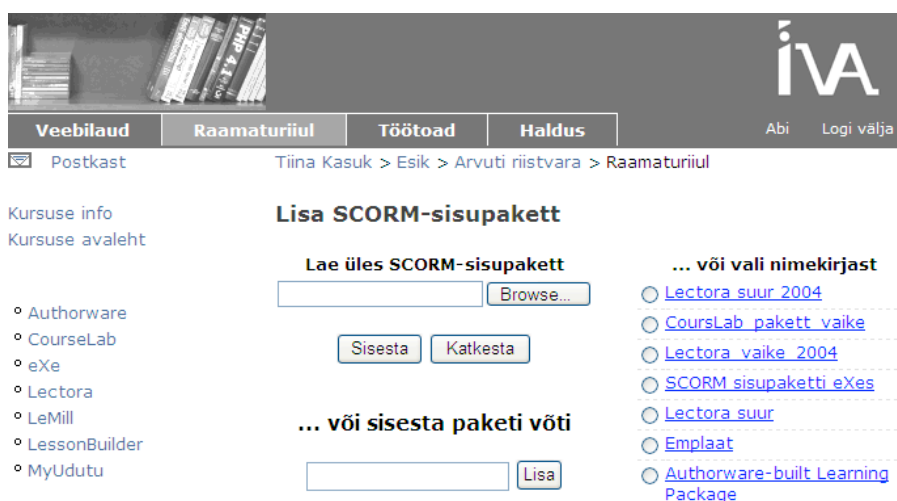 PHP 4.1
İVA
Veebilaud
Raamaturiiul
Töötoad
Haldus
Abi
Logi välja
Postkast
Tiina Kasuk > Esik > Arvuti riistvara > Raamaturiiul
Kursuse info
Kursuse avaleht
Authorware
CourseLab
eXe
Lectora
LeMill
LessonBuilder
MyUdutu
Lisa SCORM-sisupakett
Lae üles SCORM-sisupakett
Browse...
Sisesta
Katkesta
... või sisesta paketi võti
Lisa
... või vali nimekirjast
Lectora suur 2004
CoursLab pakett vaike
Lectora vaike 2004
SCORM sisupaketti eXes
Lectora suur
Emplaat
Authorware-built Learning
Package